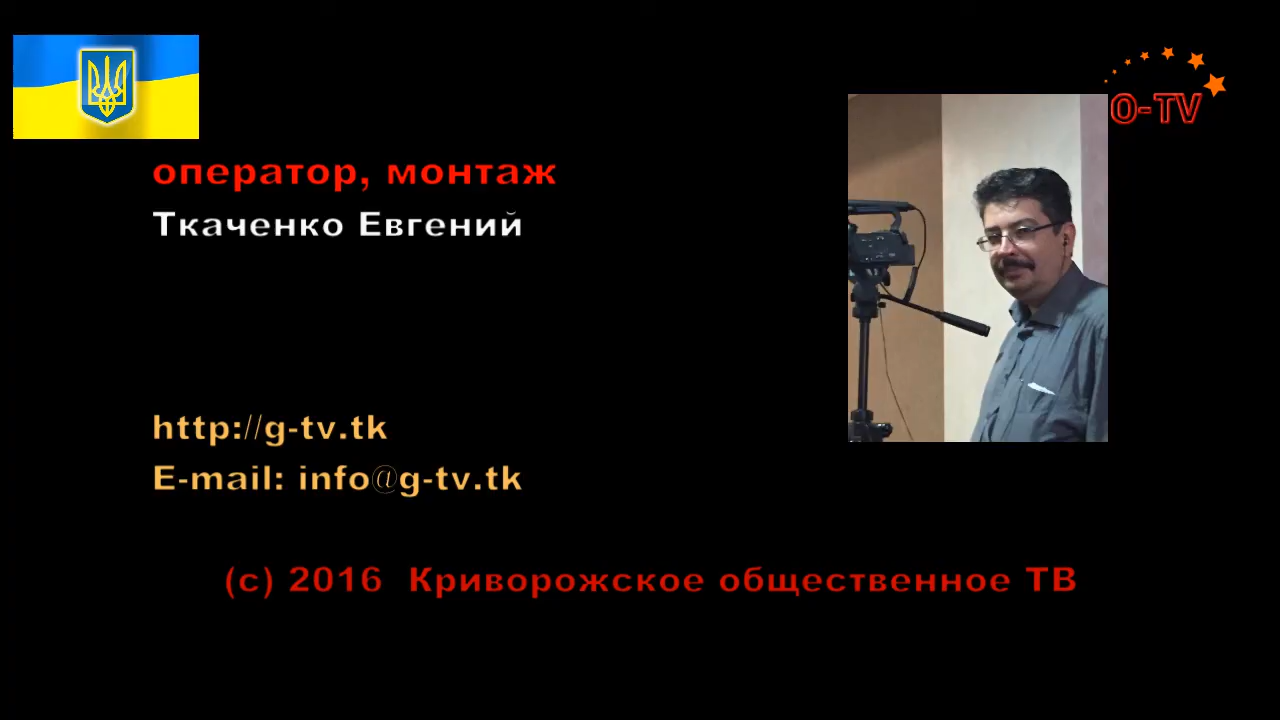 O-TV
оператор, монтаж
Ткаченко Евгений
http://g-tv.tk
E-mail: info@g-tv.tk
(c) 2016 Криворожское общественное ТВ